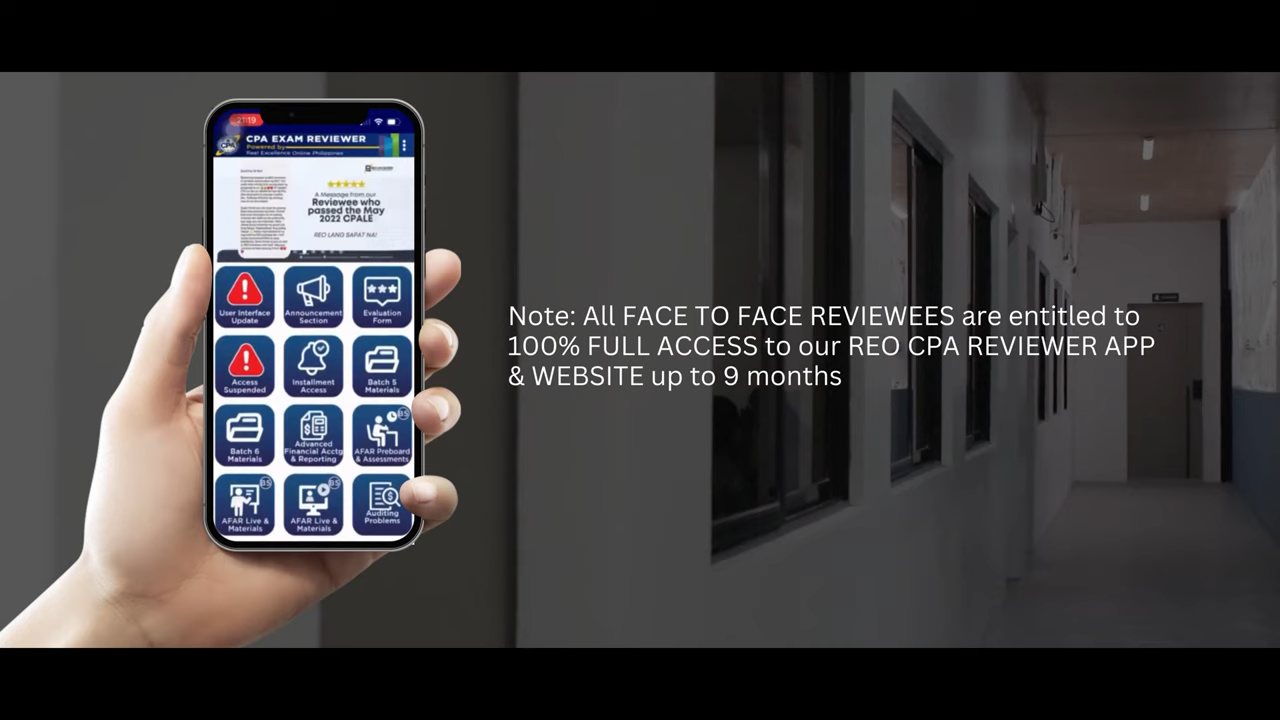 21:19
CPA EXAM REVIEWER
Powered by
Real Excellence Online Philippines
A Message from our
Reviewee who
passed the May
2022 CPALE
REO LANG SAPAT NA!
User Interface
Update
Announcement
Section
Evaluation
Form
Access
Suspended
Installment
Access
Batch 5
Materials
Batch 6
Materials
Advanced
Financial Acctg
& Reporting
B5
AFAR Preboard
& Assessments
B5
AFAR Live &
Materials
B5
AFAR Live &
Materials
Auditing
Problems
Note: All FACE TO FACE REVIEWEES are entitled to
100% FULL ACCESS to our REO CPA REVIEWER APP
& WEBSITE up to 9 months